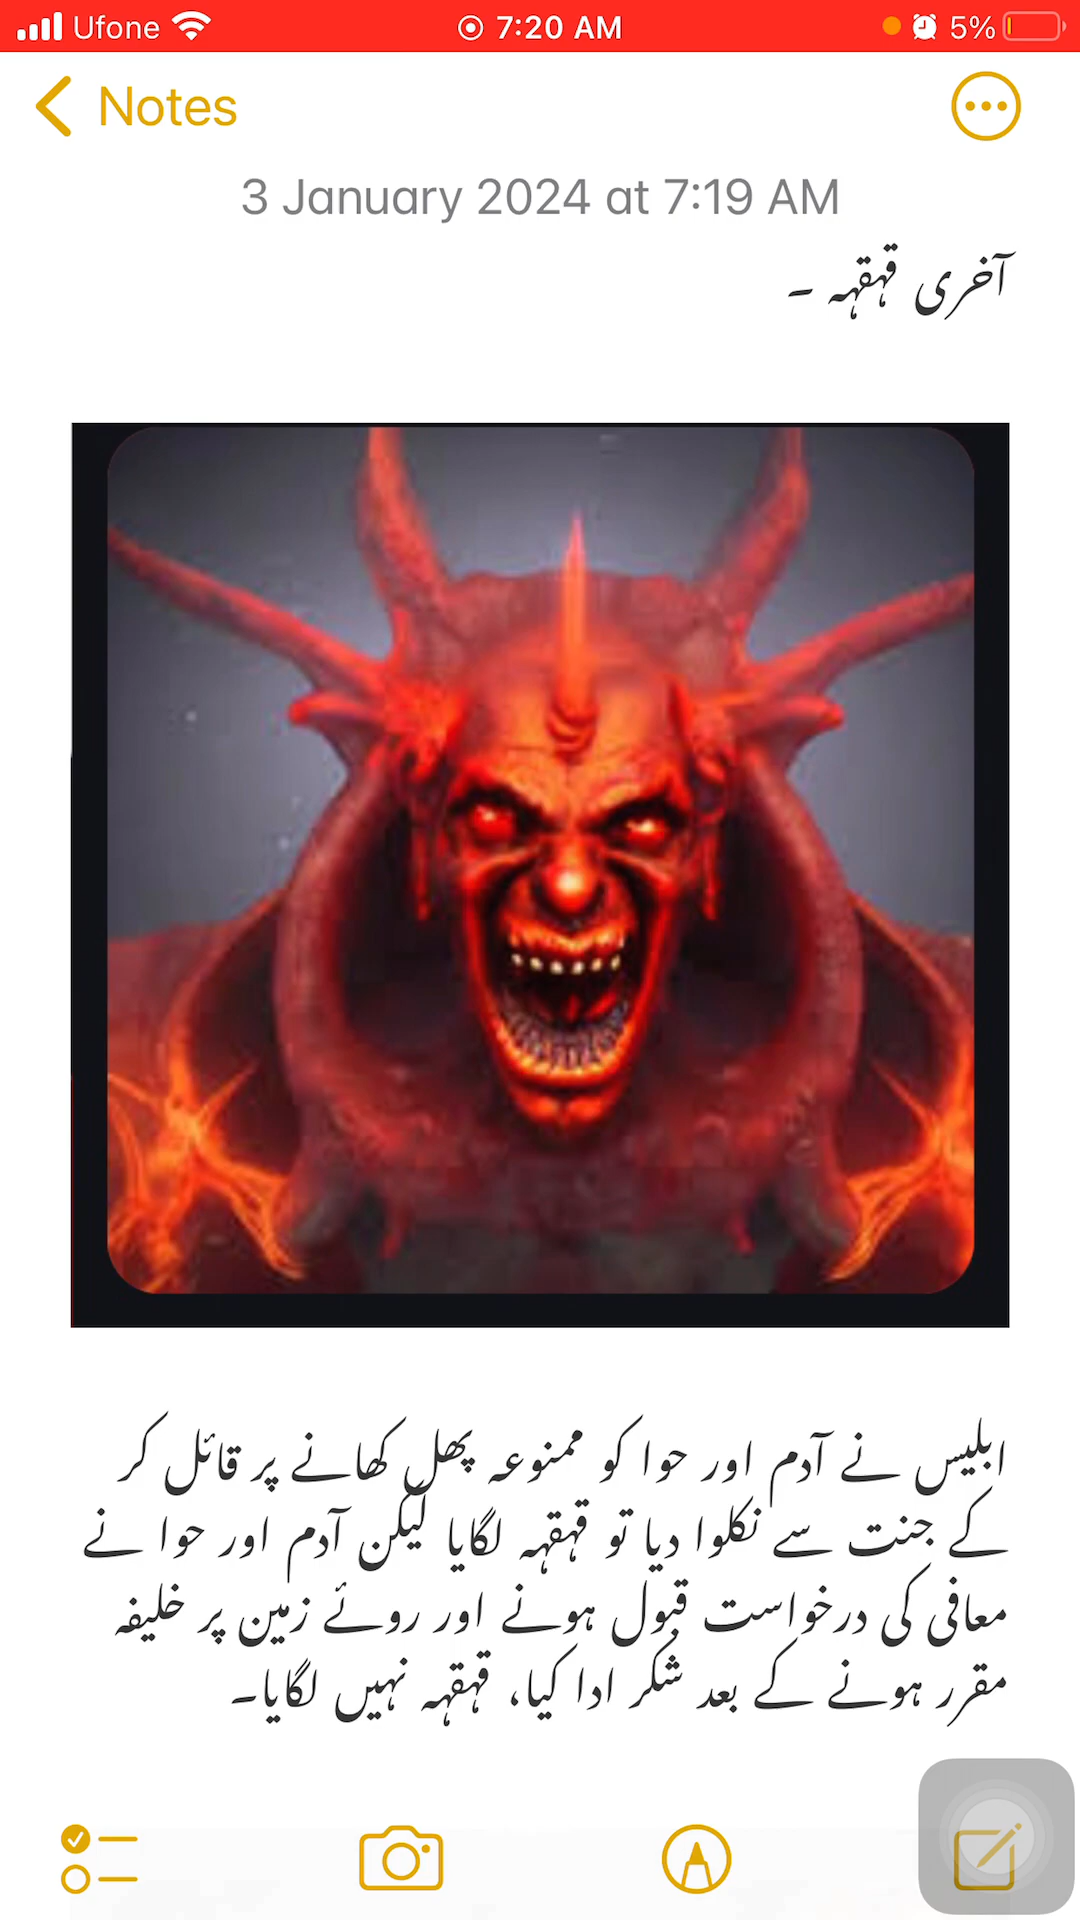 Ufone 7:20 AM 5%
Notes
3 January 2024 at 7:19 AM
آخری قہقہہ ۔
ابلیس نے آدم اور حوا کو ممنوعہ پھل کھانے پر قائل کر
کے جنت سے نکلوا دیا تو قہقہہ لگایا لیکن آدم اور حوا نے
معافی کی درخواست قبول ہونے اور روئے زمین پر خلیفہ
مقرر ہونے کے بعد شکر ادا کیا، قہقہہ نہیں لگایا۔